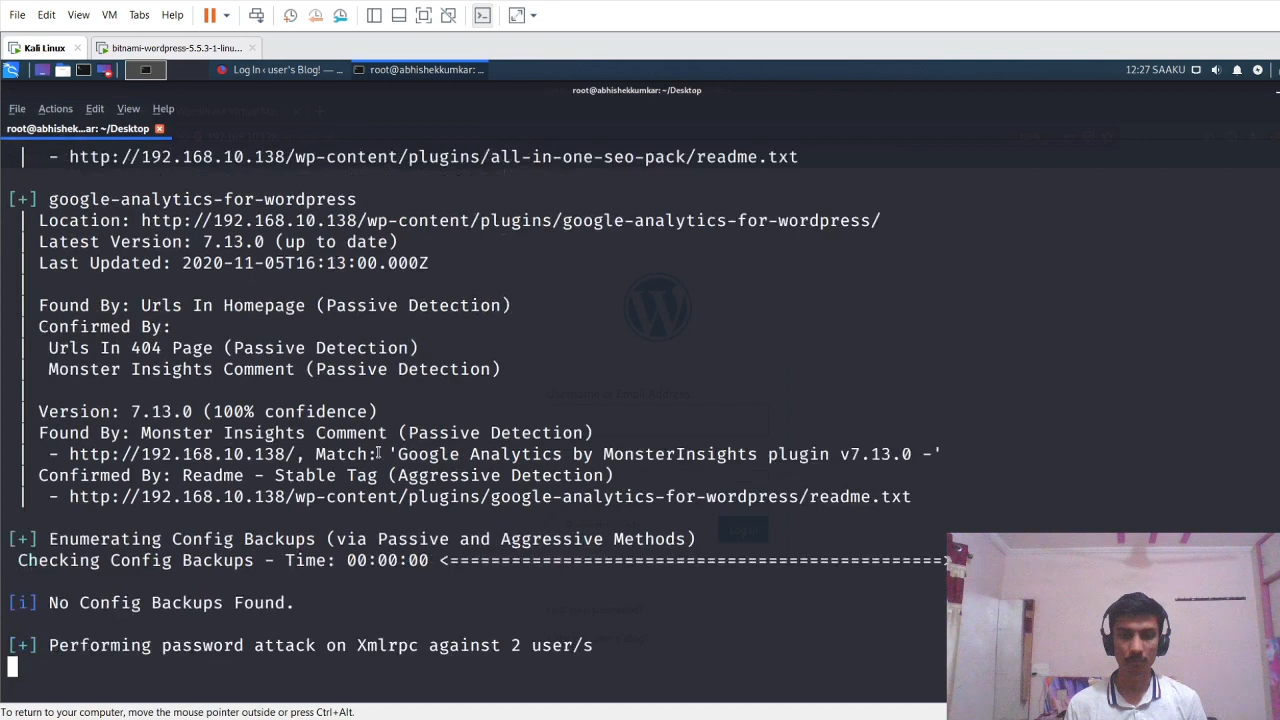 File Edit View VM Tabs Help
Kali Linux × bitnami-wordpress-5.5.3-1-linu... ×
Log In ‹ user's Blog! — ... root@abhishekkumkar: ... 12:27 SAAKU
root@abhishekkumkar: ~/Desktop
File Actions Edit View Help
root@abhishek...ar: ~/Desktop
| - http://192.168.10.138/wp-content/plugins/all-in-one-seo-pack/readme.txt
[+] google-analytics-for-wordpress
| Location: http://192.168.10.138/wp-content/plugins/google-analytics-for-wordpress/
| Latest Version: 7.13.0 (up to date)
| Last Updated: 2020-11-05T16:13:00.000Z
|
| Found By: Urls In Homepage (Passive Detection)
| Confirmed By:
| Urls In 404 Page (Passive Detection)
| Monster Insights Comment (Passive Detection)
|
| Version: 7.13.0 (100% confidence)
| Found By: Monster Insights Comment (Passive Detection)
| - http://192.168.10.138/, Match: 'Google Analytics by MonsterInsights plugin v7.13.0 -'
| Confirmed By: Readme - Stable Tag (Aggressive Detection)
| - http://192.168.10.138/wp-content/plugins/google-analytics-for-wordpress/readme.txt
Username or Email Address
Log In
[+] Enumerating Config Backups (via Passive and Aggressive Methods)
Checking Config Backups - Time: 00:00:00 <================================================>
[i] No Config Backups Found.
[+] Performing password attack on Xmlrpc against 2 user/s
To return to your computer, move the mouse pointer outside or press Ctrl+Alt.